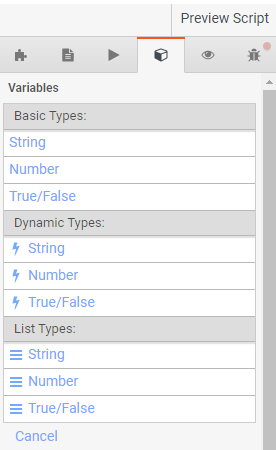 Preview Script
Variables
Basic Types:
String
Number
True/False
Dynamic Types:
String
Number
True/False
List Types:
String
Number
True/False
Cancel